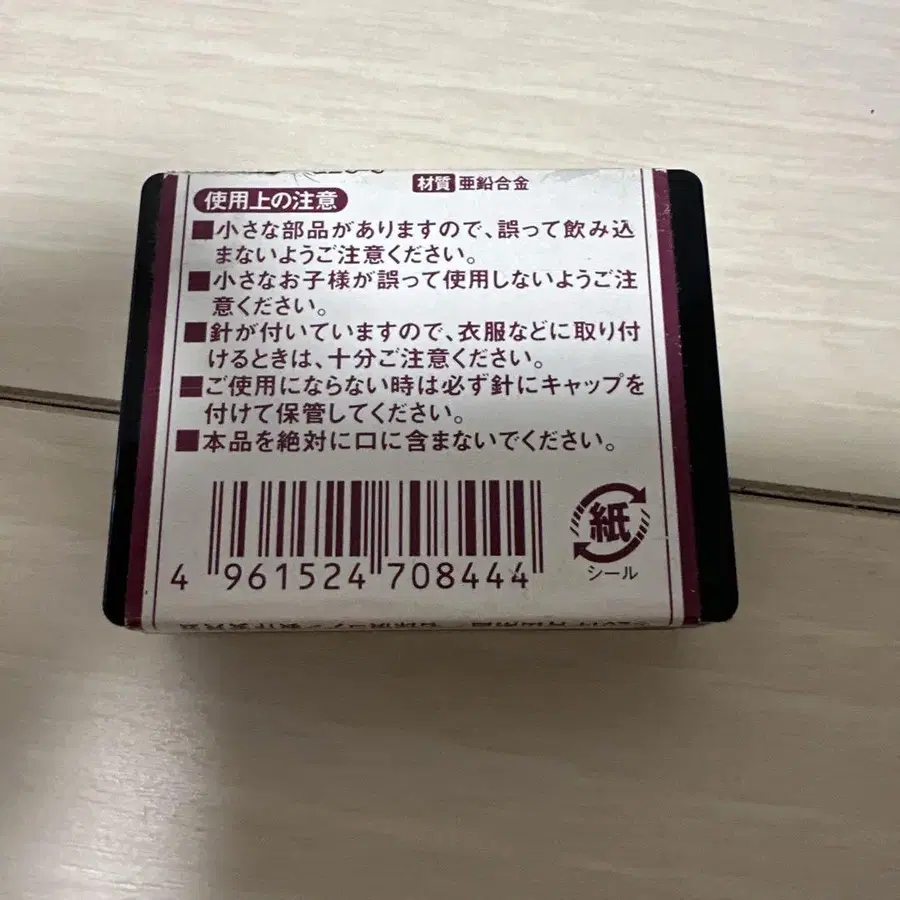 材質 亜鉛合金
使用上の注意
■小さな部品がありますので、誤って飲み込
まないようご注意ください。
■小さなお子様が誤って使用しないようご注
意ください。
■針が付いていますので、衣服などに取り付
けるときは、十分ご注意ください。
■ご使用にならない時は必ず針にキャップを
付けて保管してください。
■本品を絶対に口に含まないでください。
紙
シール
4 961524 708444